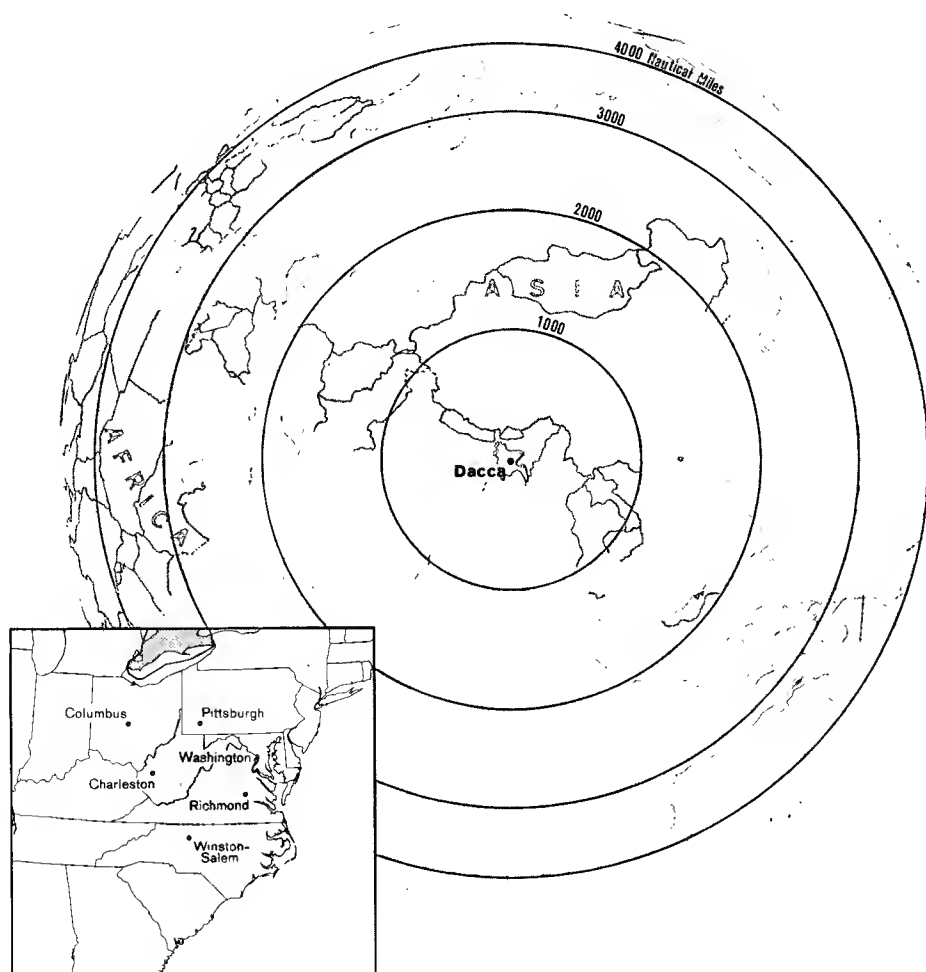 4000 Nautical Miles
3000
2000
ASIA
1000
Dacca
AFRICA
Columbus
Pittsburgh
Washington
Charleston
Richmond
Winston-
Salem